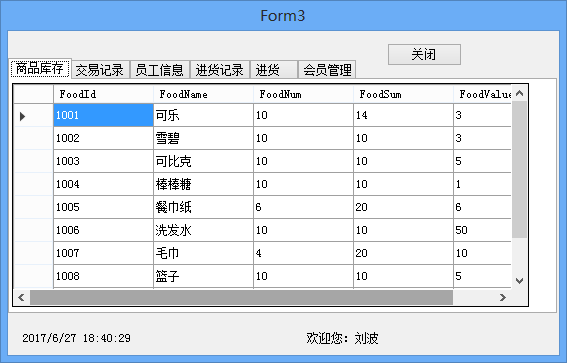 Form3
关闭
商品库存 交易记录 员工信息 进货记录 进货 会员管理
FoodId FoodName FoodNum FoodSum FoodValue
1001 可乐 10 14 3
1002 雪碧 10 10 3
1003 可比克 10 10 5
1004 棒棒糖 10 10 1
1005 餐巾纸 6 20 6
1006 洗发水 10 10 50
1007 毛巾 4 20 10
1008 篮子 10 10 5
2017/6/27 18:40:29 欢迎您：刘波